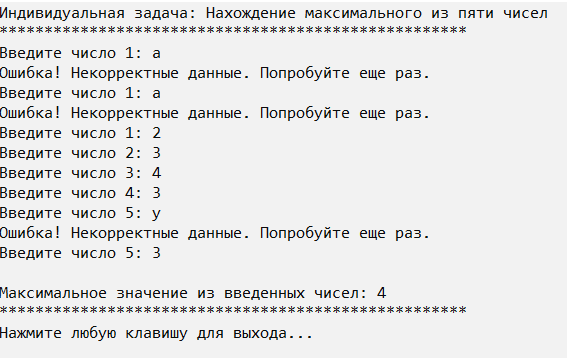 Индивидуальная задача: Нахождение максимального из пяти чисел
****************************************************
Введите число 1: а
Ошибка! Некорректные данные. Попробуйте еще раз.
Введите число 1: а
Ошибка! Некорректные данные. Попробуйте еще раз.
Введите число 1: 2
Введите число 2: 3
Введите число 3: 4
Введите число 4: 3
Введите число 5: у
Ошибка! Некорректные данные. Попробуйте еще раз.
Введите число 5: 3
Максимальное значение из введенных чисел: 4
****************************************************
Нажмите любую клавишу для выхода...